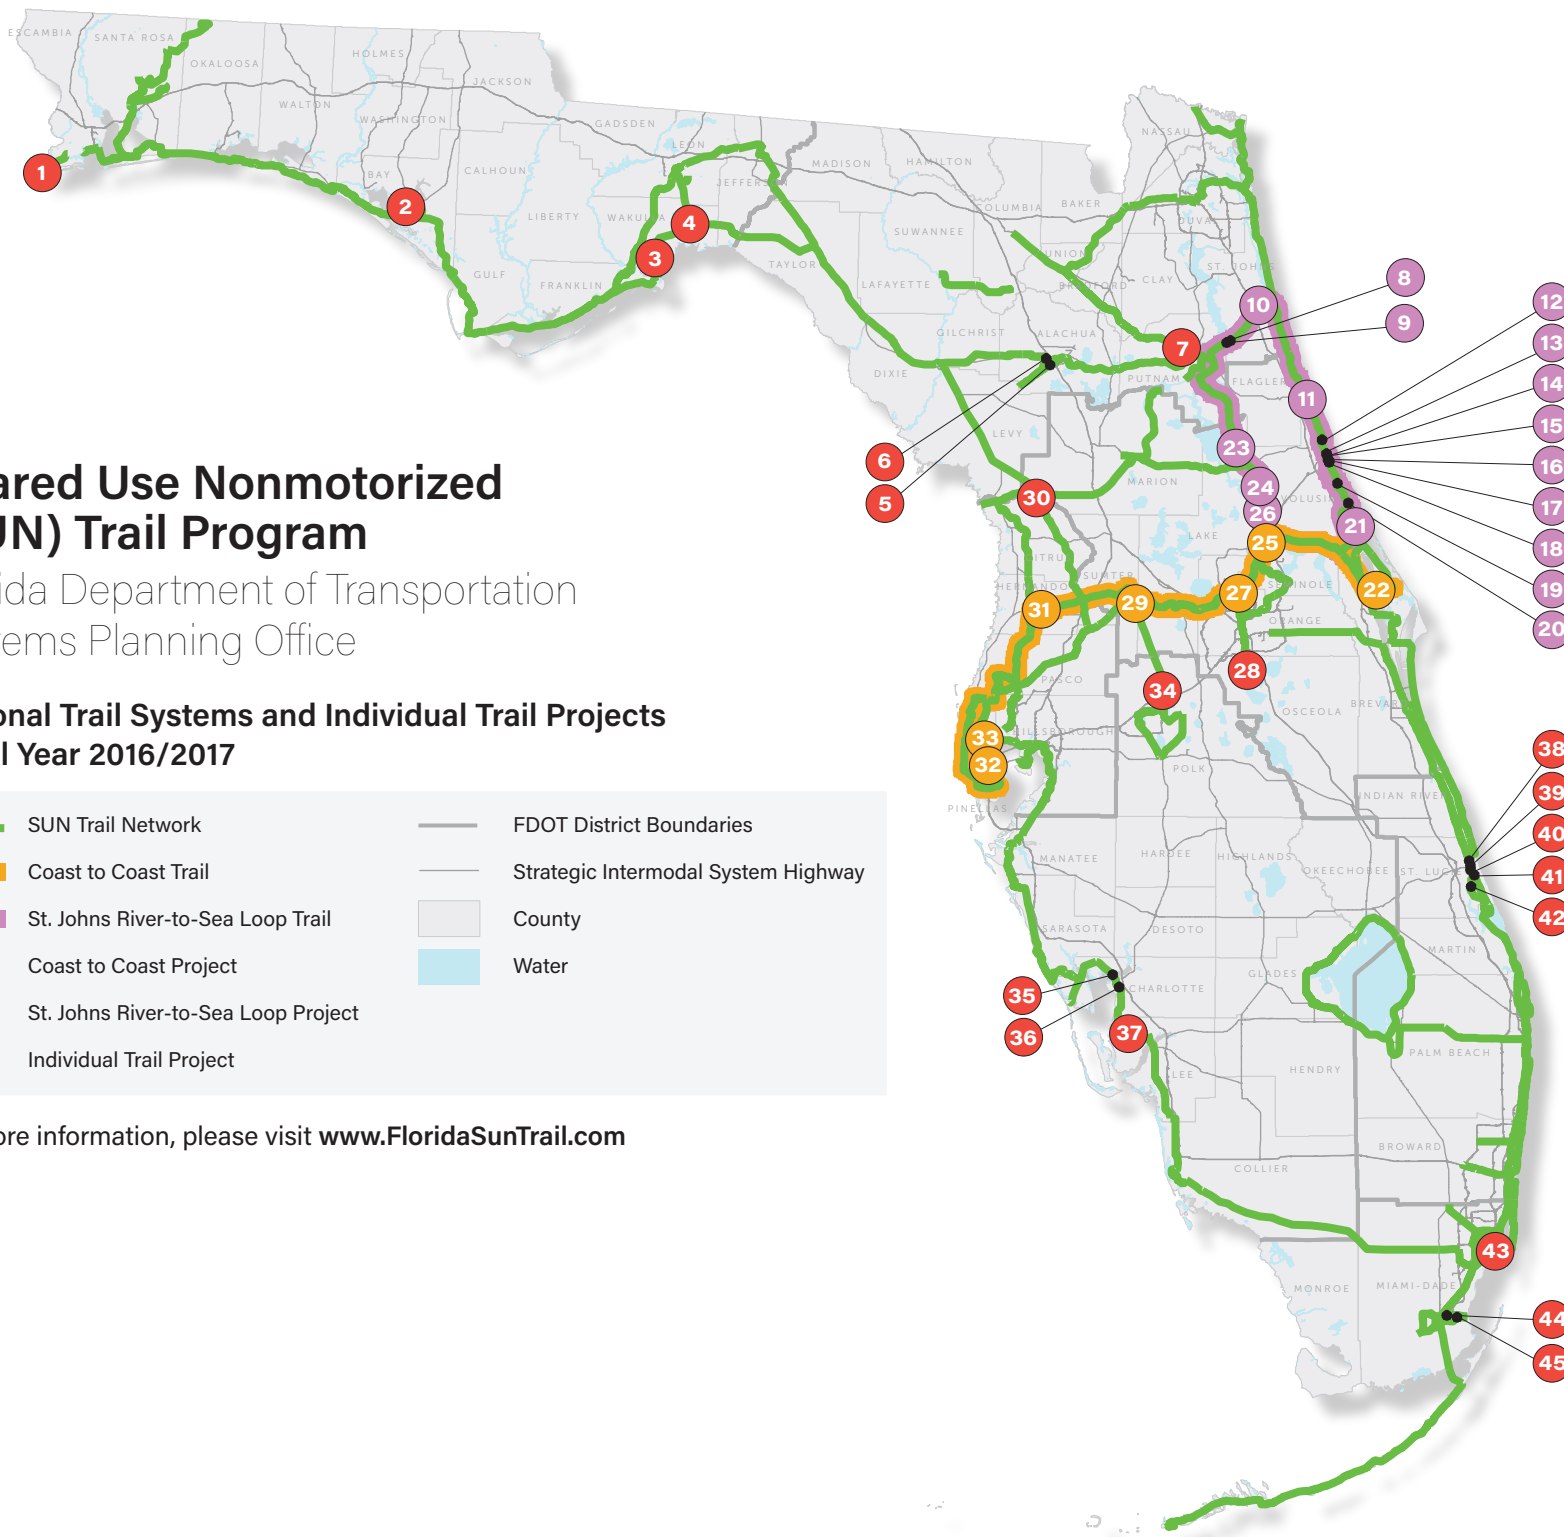 ESCAMBIA
SANTA ROSA
OKALOOSA
HOLMES
JACKSON
WALTON
WASHINGTON
GADSDEN
LEON
BAY
CALHOUN
LIBERTY
WAKULLA
JEFFERSON
MADISON
HAMILTON
GULF
FRANKLIN
TAYLOR
SUWANNEE
COLUMBIA
BAKER
NASSAU
DUVAL
UNION
BRADFORD
CLAY
ST. JOHNS
LAFAYETTE
GILCHRIST
ALACHUA
DIXIE
PUTNAM
FLAGLER
LEVY
MARION
VOLUSIA
LAKE
CITRUS
SUMTER
HERNANDO
SEMINOLE
ORANGE
PASCO
OSCEOLA
BREVARD
HILLSBOROUGH
POLK
PINELLAS
INDIAN RIVER
MANATEE
HARDEE
HIGHLANDS
OKEECHOBEE
ST. LUCIE
SARASOTA
DESOTO
MARTIN
GLADES
CHARLOTTE
LEE
HENDRY
PALM BEACH
COLLIER
BROWARD
MONROE
MIAMI-DADE
1
2
3
4
5
6
7
8
9
10
11
12
13
14
15
16
17
18
19
20
21
22
23
24
25
26
27
28
29
30
31
32
33
34
35
36
37
38
39
40
41
42
43
44
45
ared Use Nonmotorized
UN) Trail Program
ida Department of Transportation
tems Planning Office
onal Trail Systems and Individual Trail Projects
l Year 2016/2017
SUN Trail Network
Coast to Coast Trail
St. Johns River-to-Sea Loop Trail
Coast to Coast Project
St. Johns River-to-Sea Loop Project
Individual Trail Project
FDOT District Boundaries
Strategic Intermodal System Highway
County
Water
ore information, please visit www.FloridaSunTrail.com